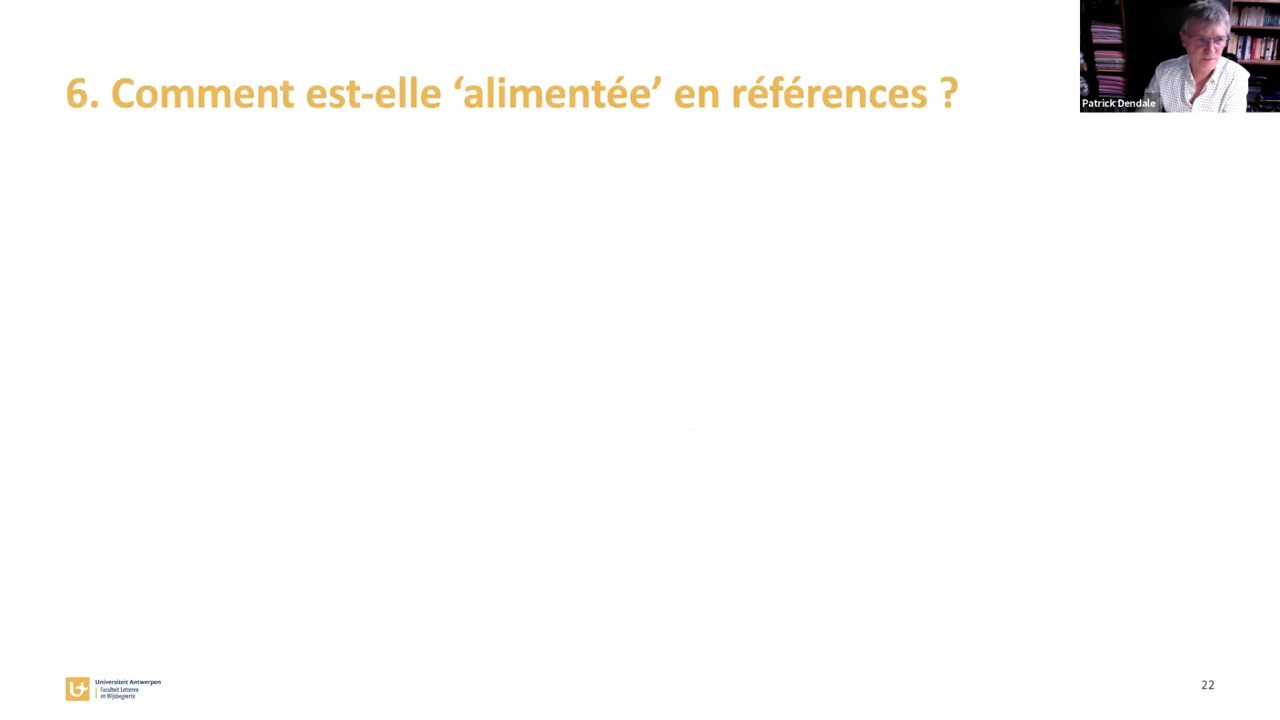 6. Comment est-elle ‘alimentée’ en références ?
Patrick Dendale
Universiteit Antwerpen
Faculteit Letteren
en Wijsbegeerte
22